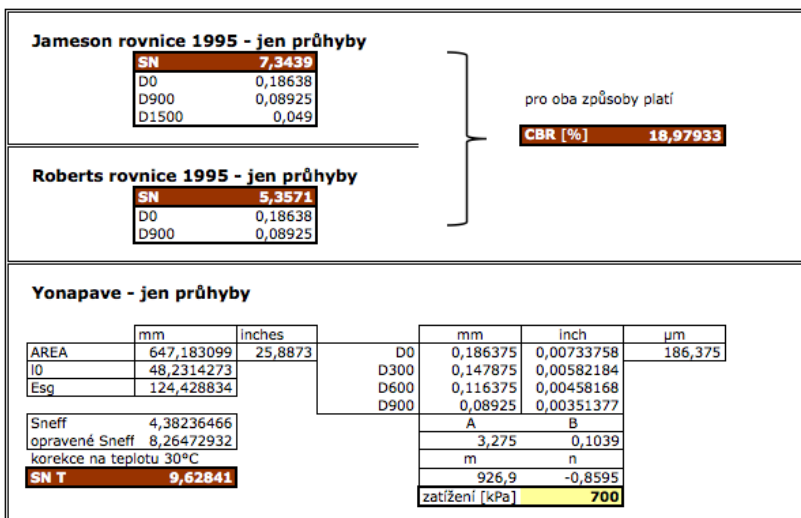 Jameson rovnice 1995 - jen průhyby
SN 7,3439
D0 0,18638
D900 0,08925
D1500 0,049
pro oba způsoby platí
CBR [%] 18,97933
Roberts rovnice 1995 - jen průhyby
SN 5,3571
D0 0,18638
D900 0,08925
Yonapave - jen průhyby
mm inches mm inch µm
AREA 647,183099 25,8873 D0 0,186375 0,00733758 186,375
l0 48,2314273 D300 0,147875 0,00582184
Esg 124,428834 D600 0,116375 0,00458168
D900 0,08925 0,00351377
Sneff 4,38236466 A B
opravené Sneff 8,26472932 3,275 0,1039
korekce na teplotu 30°C m n
SN T 9,62841 926,9 -0,8595
zatížení [kPa] 700